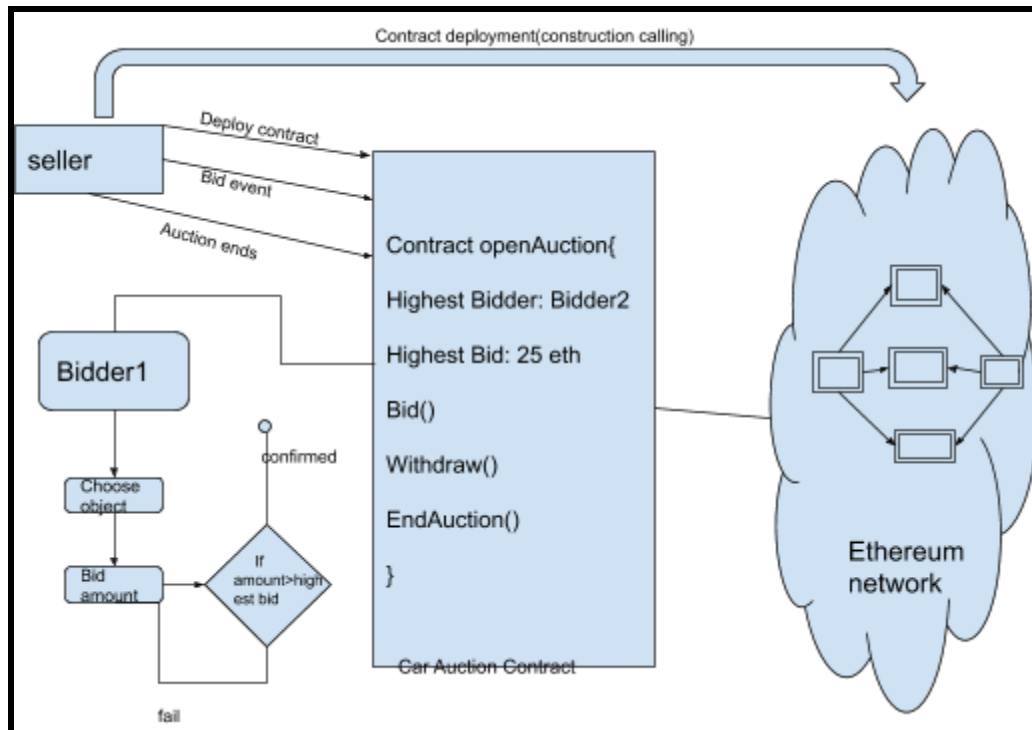 Contract deployment(construction calling)
seller
Deploy contract
Bid event
Auction ends
Contract openAuction{
Highest Bidder: Bidder2
Highest Bid: 25 eth
Bid()
Withdraw()
EndAuction()
}
Car Auction Contract
Bidder1
Choose
object
Bid
amount
If
amount>high
est bid
confirmed
fail
Ethereum
network